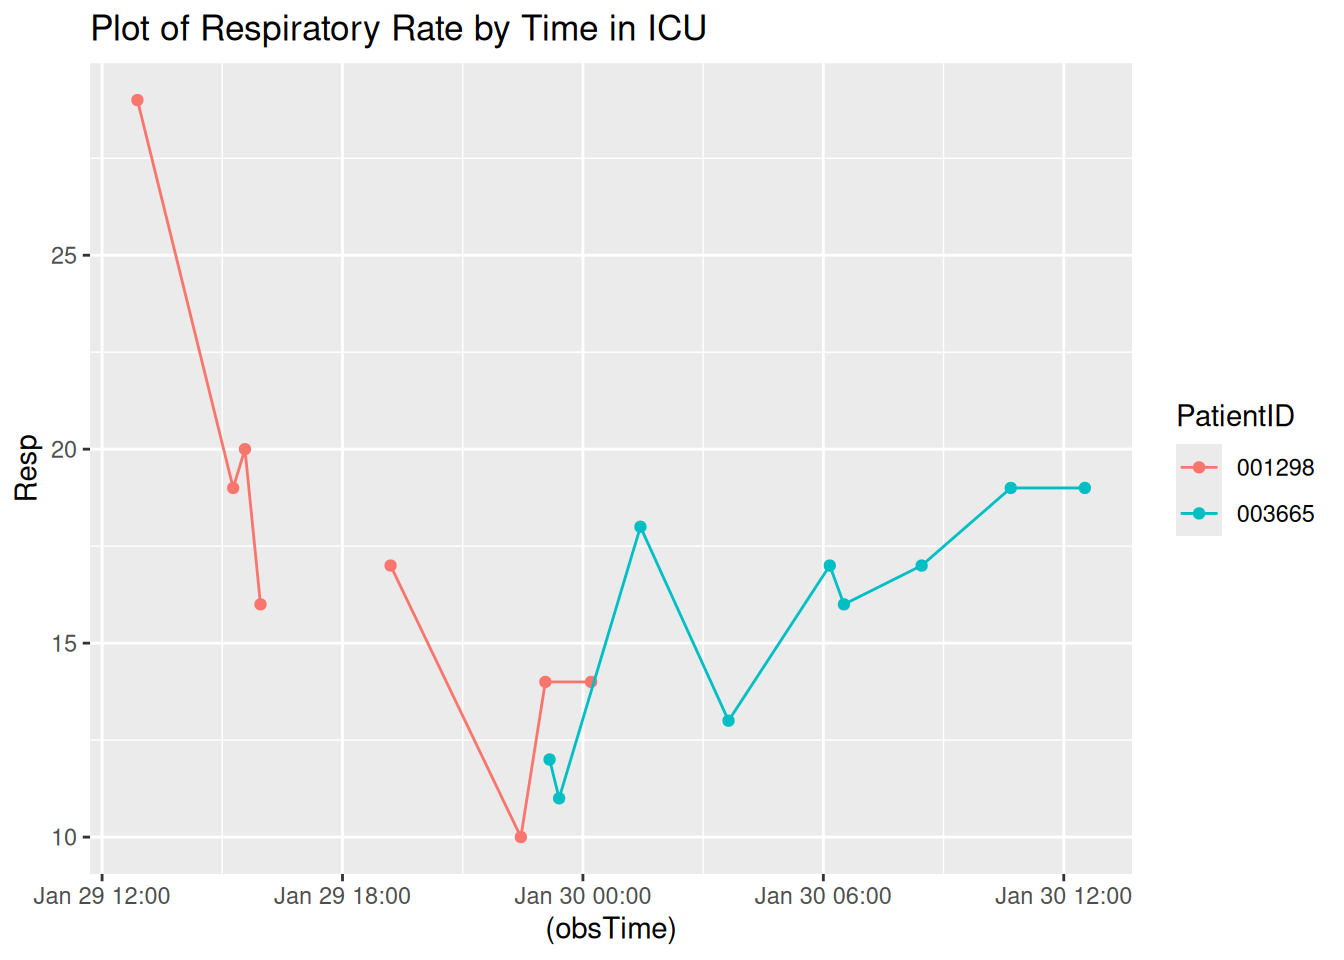 Plot of Respiratory Rate by Time in ICU
25
20
15
10
Resp
Jan 29 12:00
Jan 29 18:00
Jan 30 00:00
Jan 30 06:00
Jan 30 12:00
(obsTime)
PatientID
001298
003665